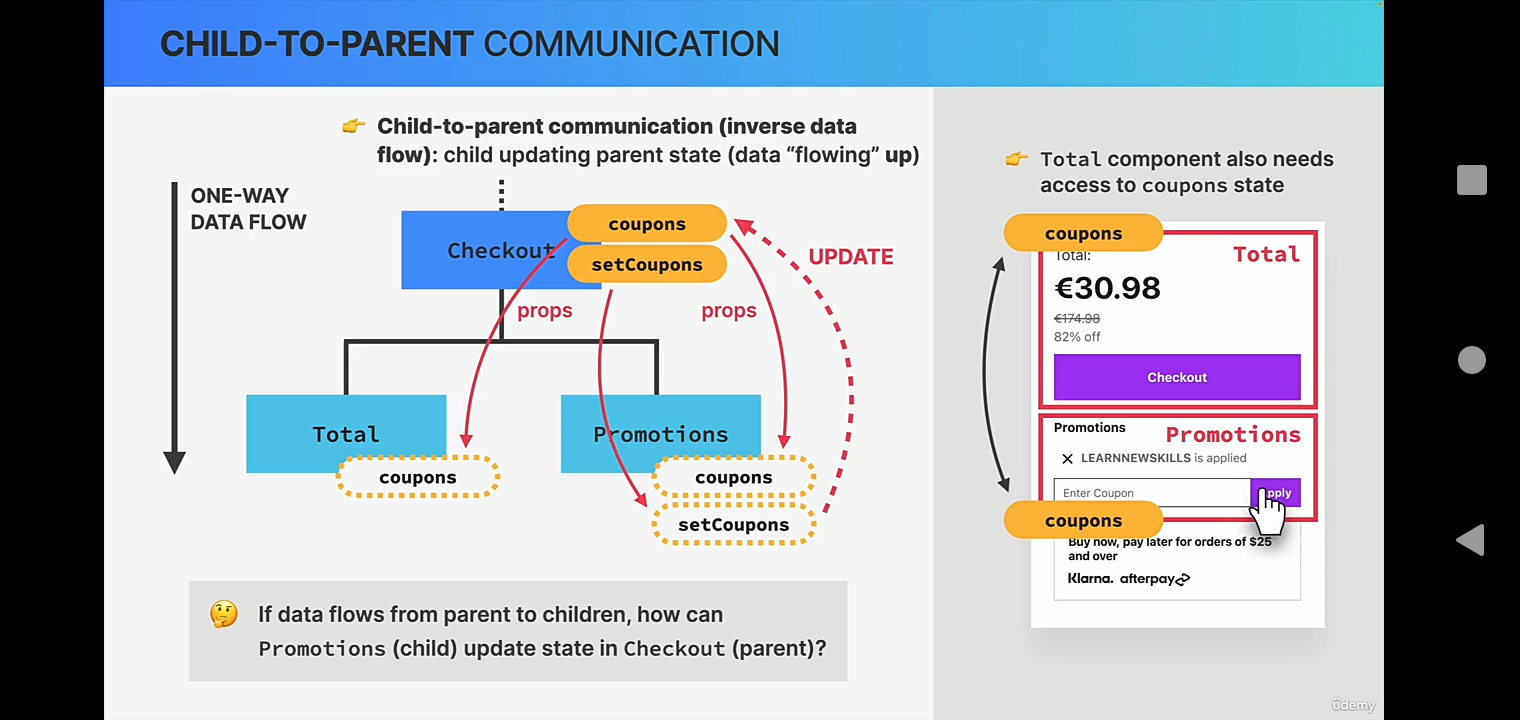 CHILD-TO-PARENT COMMUNICATION
👉 Child-to-parent communication (inverse data
flow): child updating parent state (data “flowing” up)
ONE-WAY
DATA FLOW
Checkout
coupons
setCoupons
UPDATE
props
props
Total
coupons
Promotions
coupons
setCoupons
🤔 If data flows from parent to children, how can
Promotions (child) update state in Checkout (parent)?
👉 Total component also needs
access to coupons state
coupons
Total:
Total
€30.98
€174.98
82% off
Checkout
Promotions
Promotions
LEARNNEWSKILLS is applied
Enter Coupon
pply
coupons
Buy now, pay later for orders of $25
and over
Klarna. afterpay
ûdemy